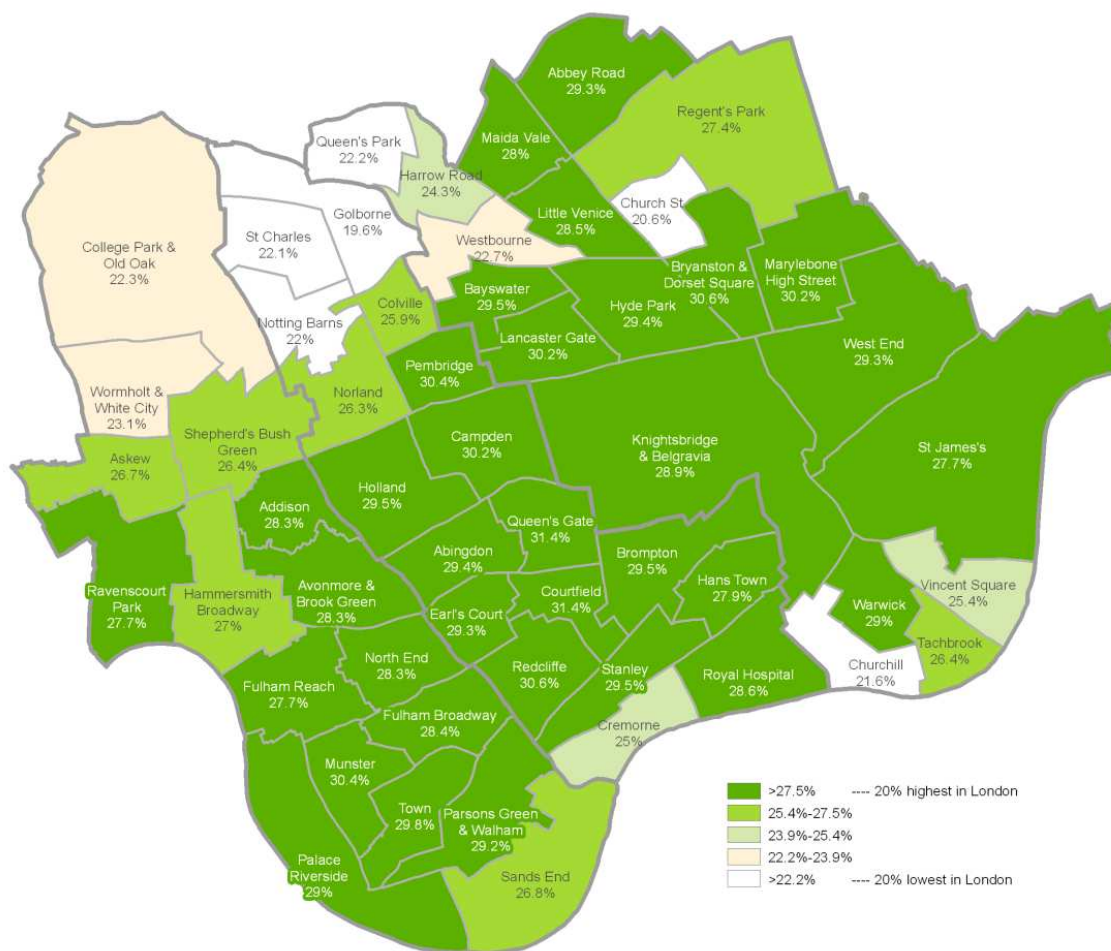 Abbey Road
29.3%
Regent's Park
27.4%
Maida Vale
28%
Queen's Park
22.2%
Harrow Road
24.3%
Church St
20.6%
Little Venice
28.5%
Golborne
19.6%
St Charles
22.1%
College Park &
Old Oak
22.3%
Westbourne
22.7%
Bryanston &
Dorset Square
30.6%
Marylebone
High Street
30.2%
Bayswater
29.5%
Hyde Park
29.4%
Colville
25.9%
Notting Barns
22%
Lancaster Gate
30.2%
West End
29.3%
Pembridge
30.4%
Norland
26.3%
Wormholt &
White City
23.1%
Shepherd's Bush
Green
26.4%
Campden
30.2%
Knightsbridge
& Belgravia
28.9%
St James's
27.7%
Askew
26.7%
Holland
29.5%
Addison
28.3%
Queen's Gate
31.4%
Abingdon
29.4%
Brompton
29.5%
Hans Town
27.9%
Vincent Square
25.4%
Ravenscourt
Park
27.7%
Hammersmith
Broadway
27%
Avonmore &
Brook Green
28.3%
Courtfield
31.4%
Earl's Court
29.3%
Warwick
29%
Tachbrook
26.4%
Churchill
21.6%
North End
28.3%
Redcliffe
30.6%
Stanley
29.5%
Royal Hospital
28.6%
Fulham Reach
27.7%
Fulham Broadway
28.4%
Cremorne
25%
Munster
30.4%
Town
29.8%
Parsons Green
& Walham
29.2%
Palace
Riverside
29%
Sands End
26.8%
>27.5% ---- 20% highest in London
25.4%-27.5%
23.9%-25.4%
22.2%-23.9%
>22.2% ---- 20% lowest in London